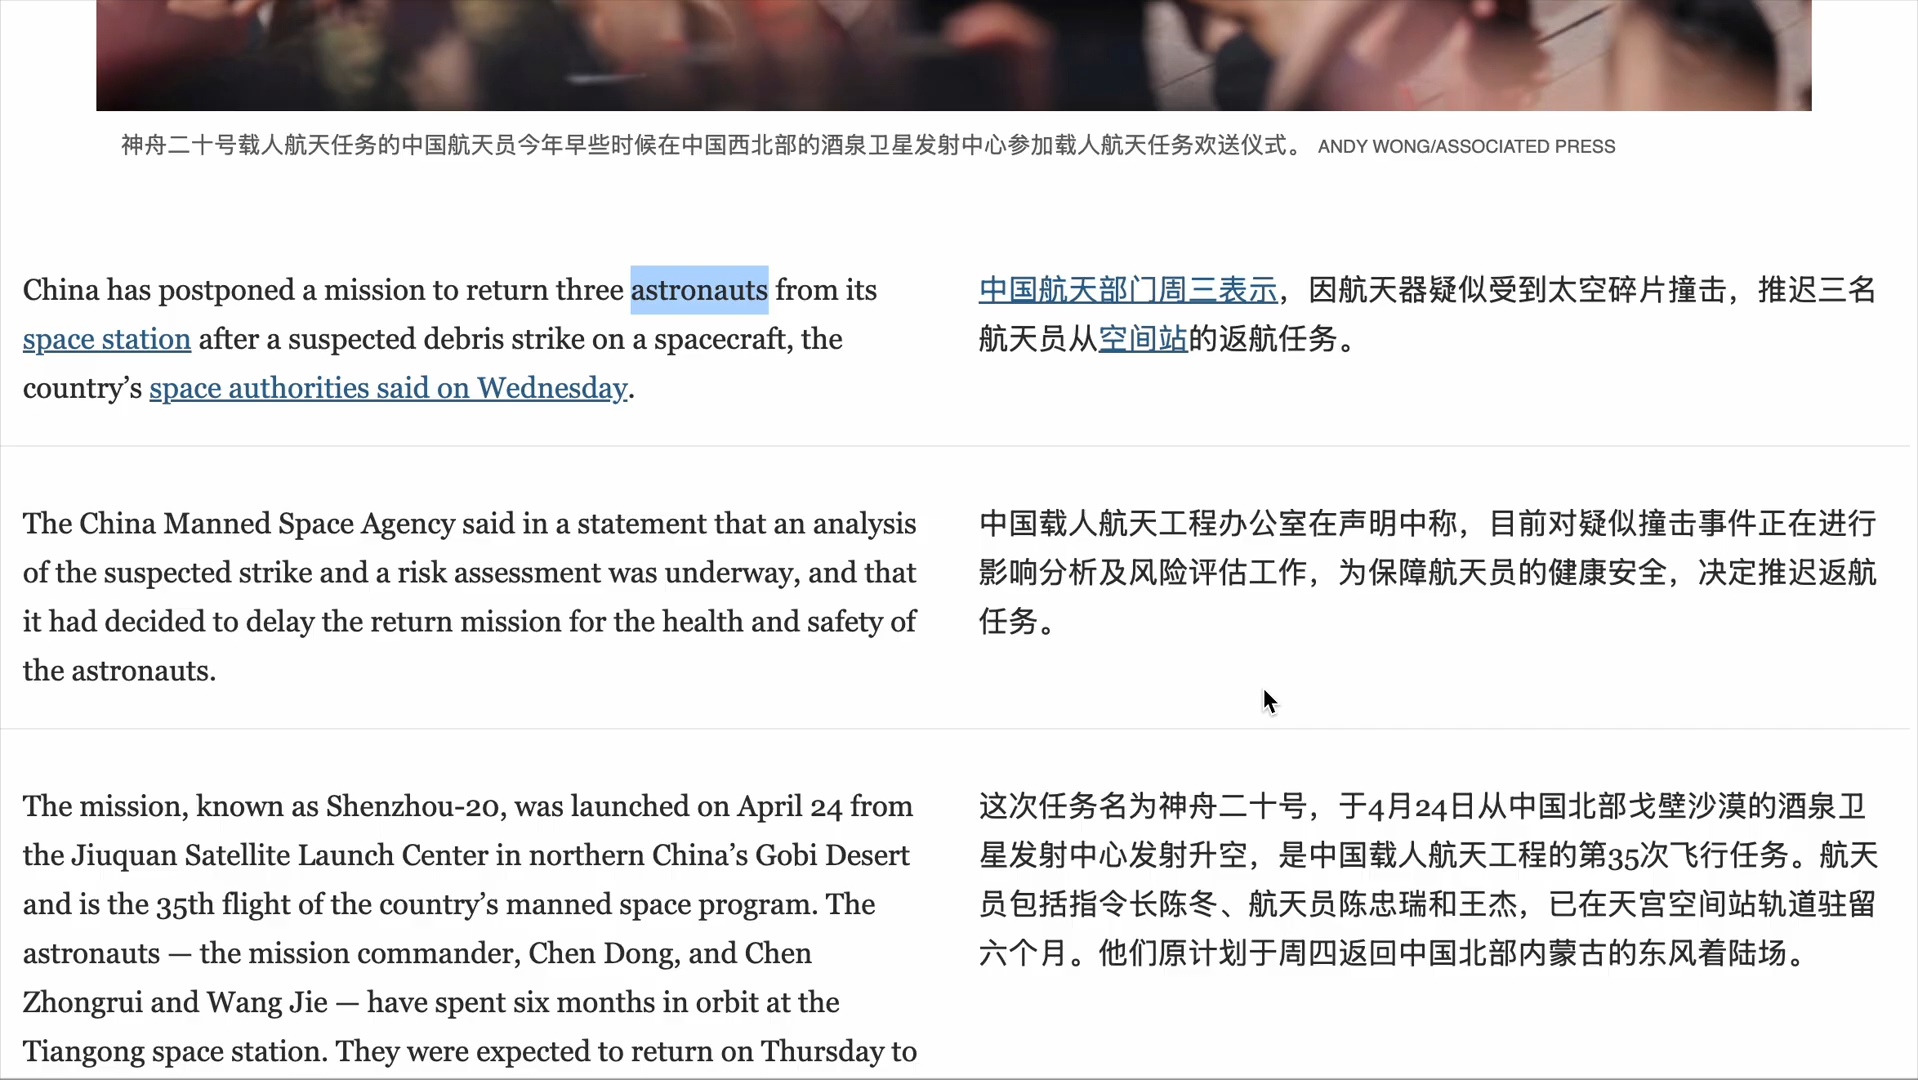 神舟二十号载人航天任务的中国航天员今年早些时候在中国西北部的酒泉卫星发射中心参加载人航天任务欢送仪式。 ANDY WONG/ASSOCIATED PRESS
China has postponed a mission to return three astronauts from its
space station after a suspected debris strike on a spacecraft, the
country’s space authorities said on Wednesday.
中国航天部门周三表示，因航天器疑似受到太空碎片撞击，推迟三名
航天员从空间站的返航任务。
The China Manned Space Agency said in a statement that an analysis
of the suspected strike and a risk assessment was underway, and that
it had decided to delay the return mission for the health and safety of
the astronauts.
中国载人航天工程办公室在声明中称，目前对疑似撞击事件正在进行
影响分析及风险评估工作，为保障航天员的健康安全，决定推迟返航
任务。
The mission, known as Shenzhou-20, was launched on April 24 from
the Jiuquan Satellite Launch Center in northern China’s Gobi Desert
and is the 35th flight of the country’s manned space program. The
astronauts — the mission commander, Chen Dong, and Chen
Zhongrui and Wang Jie — have spent six months in orbit at the
Tiangong space station. They were expected to return on Thursday to
这次任务名为神舟二十号，于4月24日从中国北部戈壁沙漠的酒泉卫
星发射中心发射升空，是中国载人航天工程的第35次飞行任务。航天
员包括指令长陈冬、航天员陈忠瑞和王杰，已在天宫空间站轨道驻留
六个月。他们原计划于周四返回中国北部内蒙古的东风着陆场。